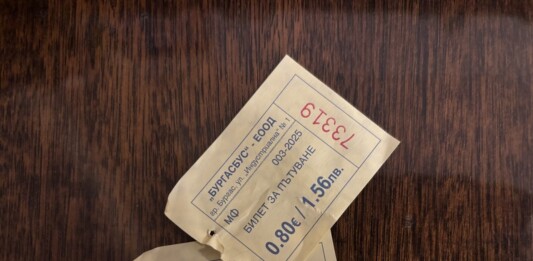 „БУРГАСБУС“ - ЕООД
гр. Бургас, ул. „Индустриална“ № 1
МФ 003-2025
БИЛЕТ ЗА ПЪТУВАНЕ
0.80€ / 1.56лв.
73319